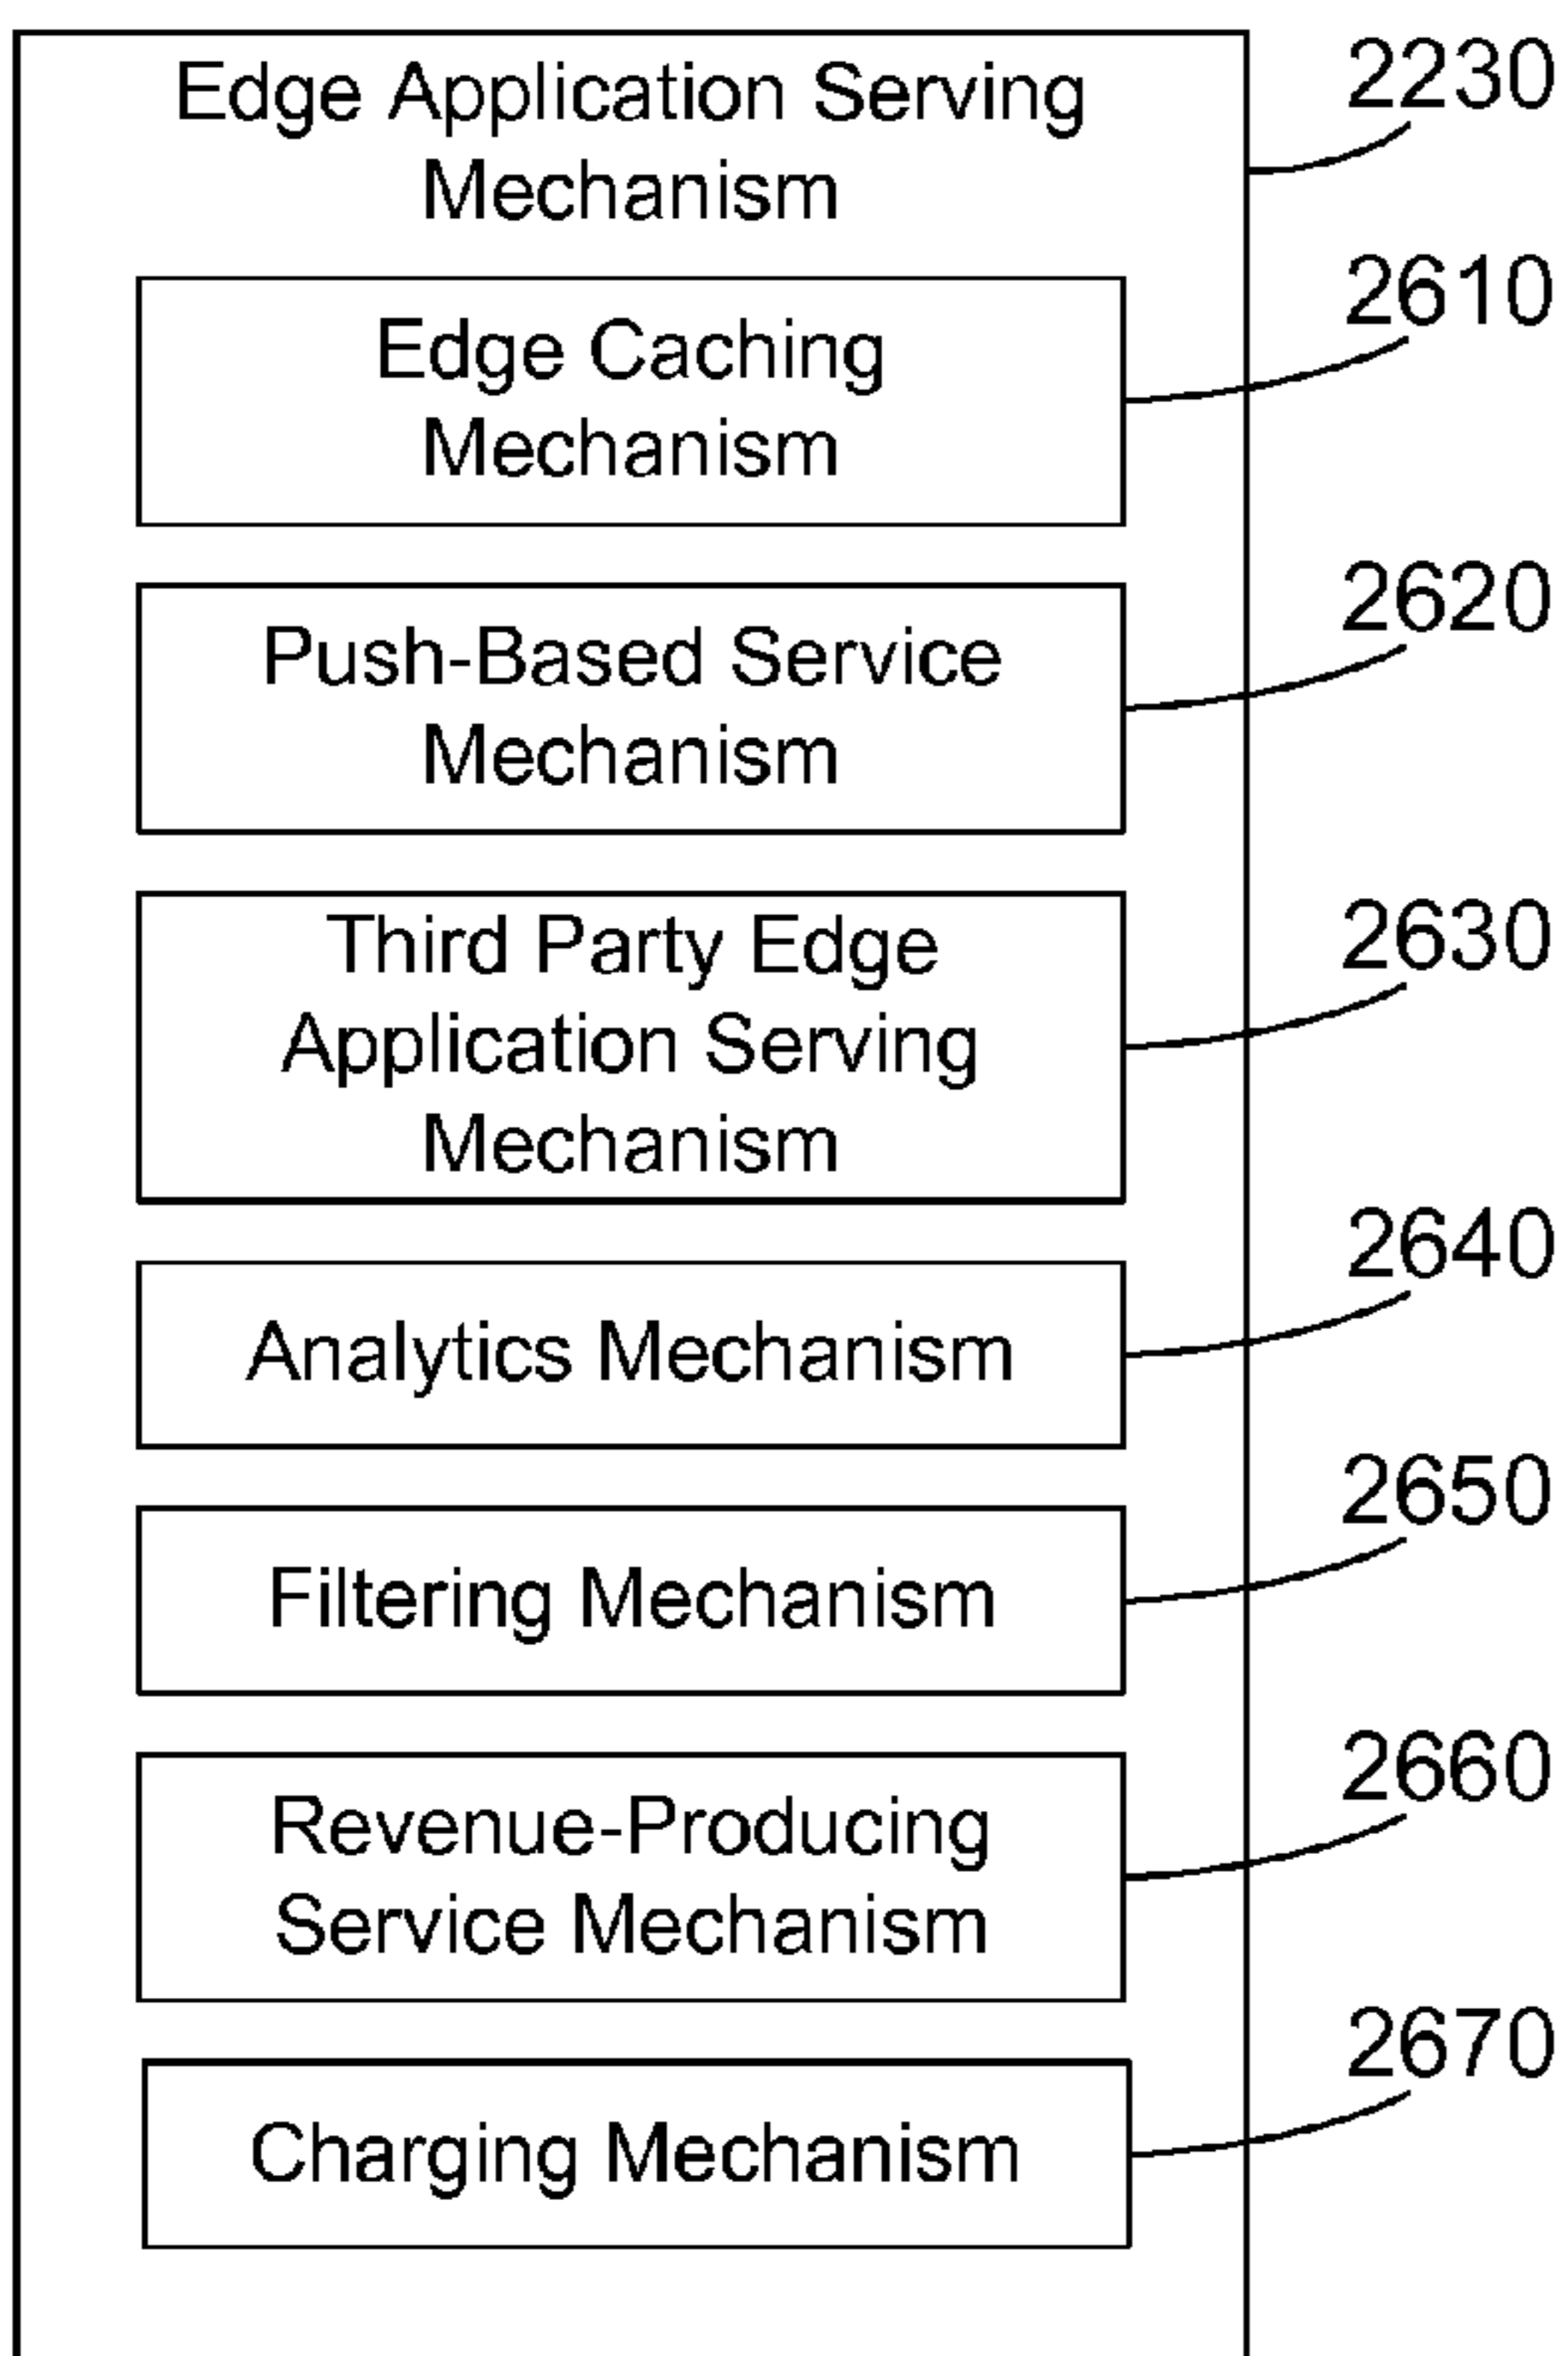 Edge Application Serving
Mechanism
2230
Edge Caching
Mechanism
2610
Push-Based Service
Mechanism
2620
Third Party Edge
Application Serving
Mechanism
2630
Analytics Mechanism
2640
Filtering Mechanism
2650
Revenue-Producing
Service Mechanism
2660
Charging Mechanism
2670